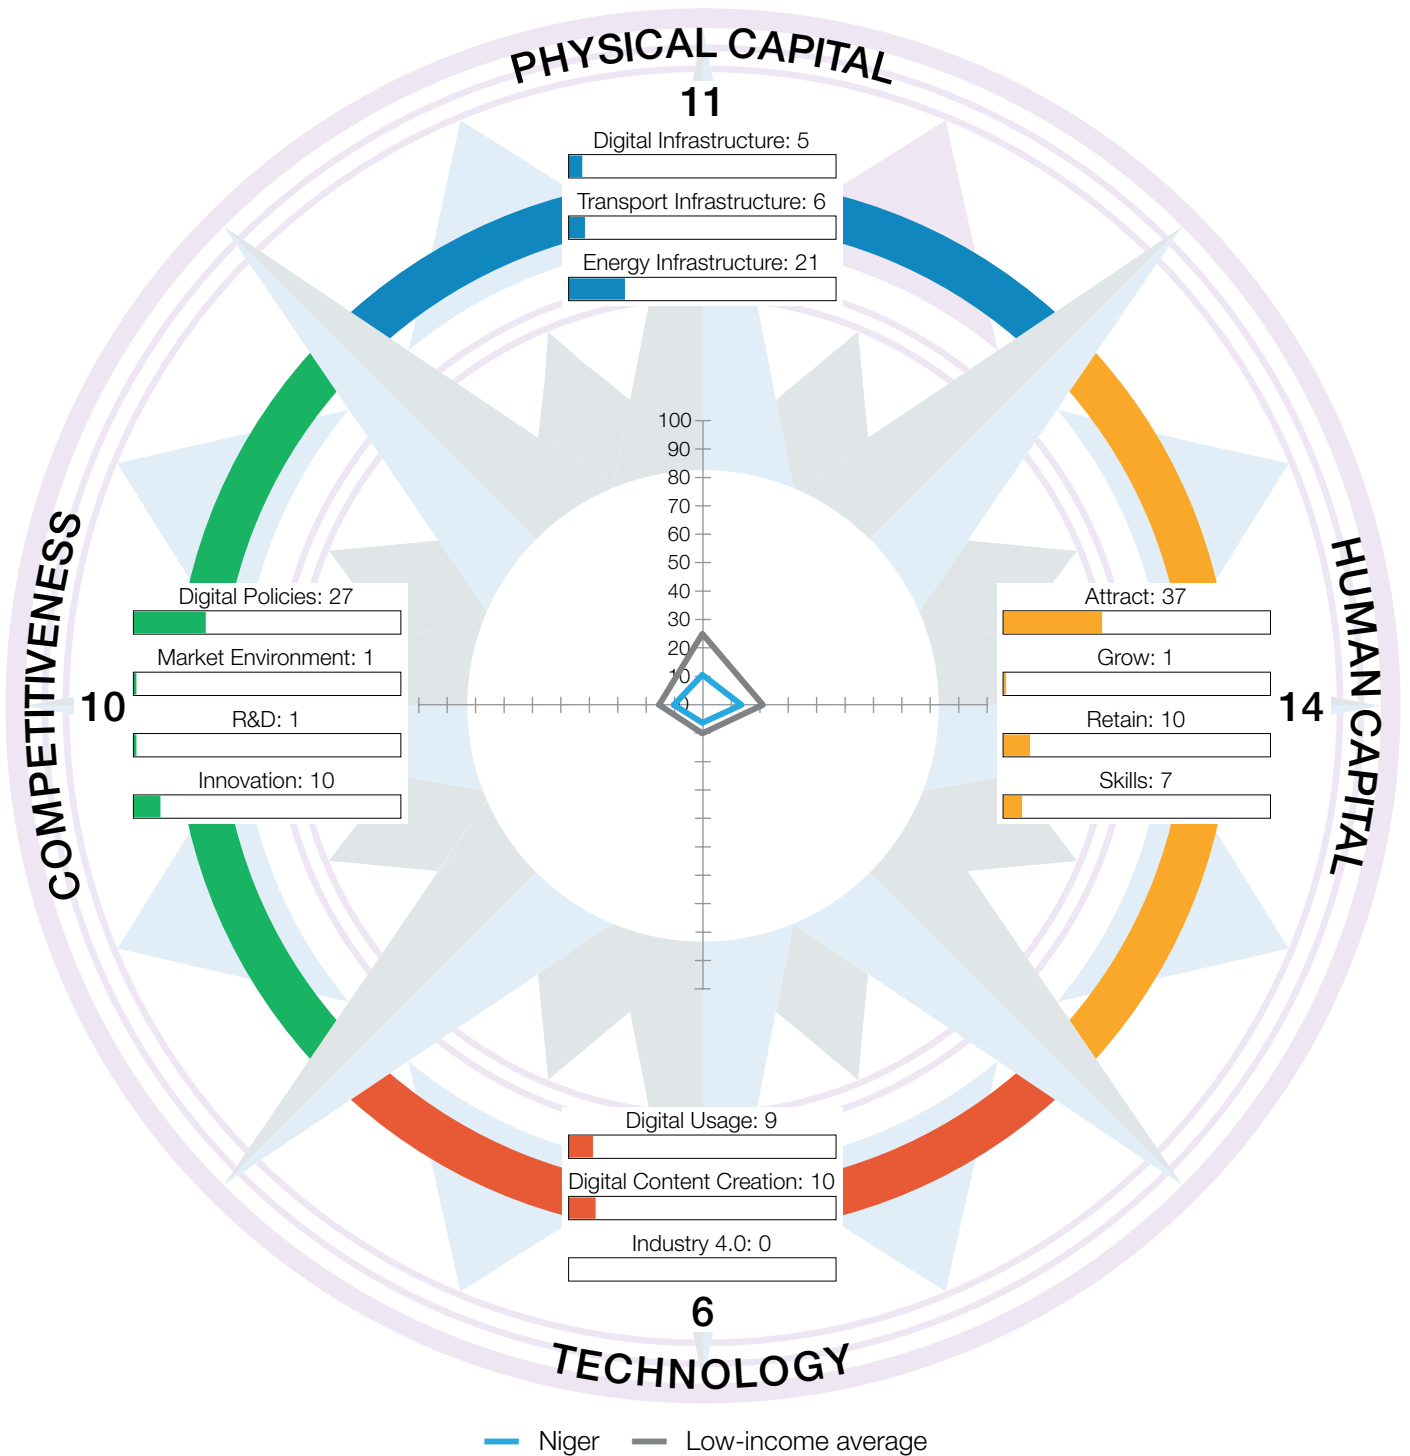 PHYSICAL CAPITAL
11
Digital Infrastructure: 5
Transport Infrastructure: 6
Energy Infrastructure: 21
100
90
80
70
60
50
40
30
20
10
0
COMPETITIVENESS
10
Digital Policies: 27
Market Environment: 1
R&D: 1
Innovation: 10
HUMAN CAPITAL
14
Attract: 37
Grow: 1
Retain: 10
Skills: 7
Digital Usage: 9
Digital Content Creation: 10
Industry 4.0: 0
6
TECHNOLOGY
Niger
Low-income average